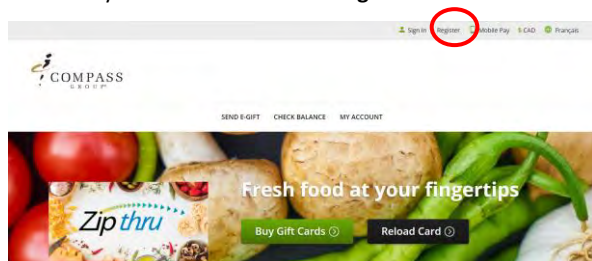 Sign In Register Mobile Pay $ CAD Français
COMPASS
GROUP
SEND E-GIFT CHECK BALANCE MY ACCOUNT
Fresh food at your fingertips
Zip thru
Buy Gift Cards Reload Card